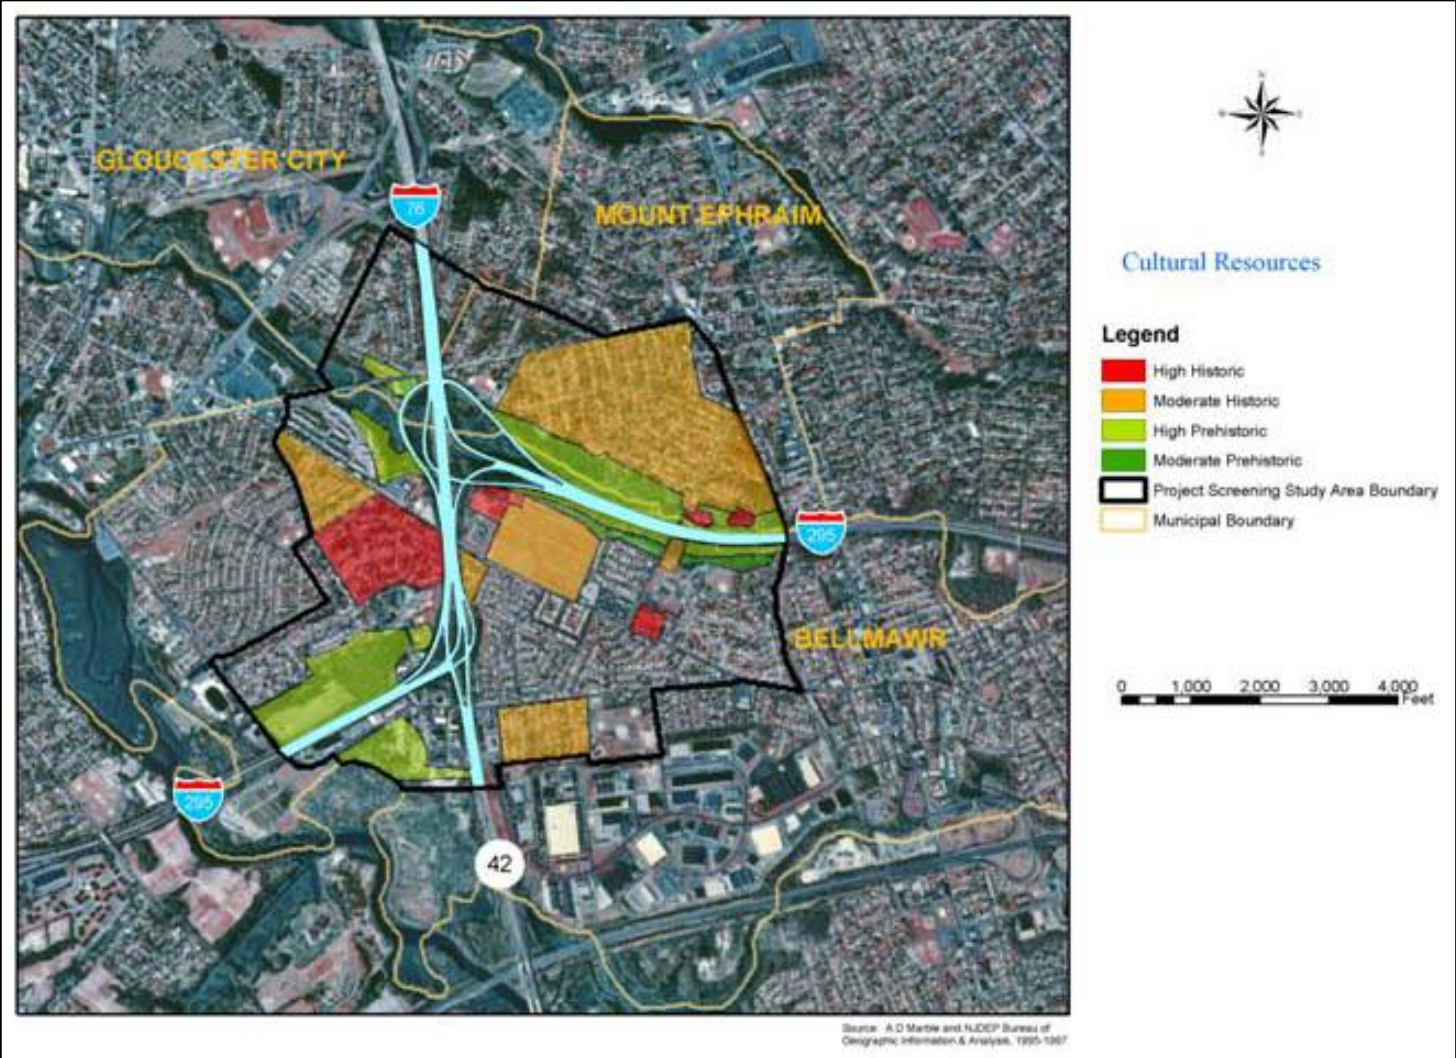 GLOUCESTER CITY
76
MOUNT EPHRAIM
295
BELLMAWR
295
42
N
Cultural Resources
Legend
High Historic
Moderate Historic
High Prehistoric
Moderate Prehistoric
Project Screening Study Area Boundary
Municipal Boundary
0 1,000 2,000 3,000 4,000
Feet
Source: A D Marble and NJDEP Bureau of
Geographic Information & Analysis, 1995-1997